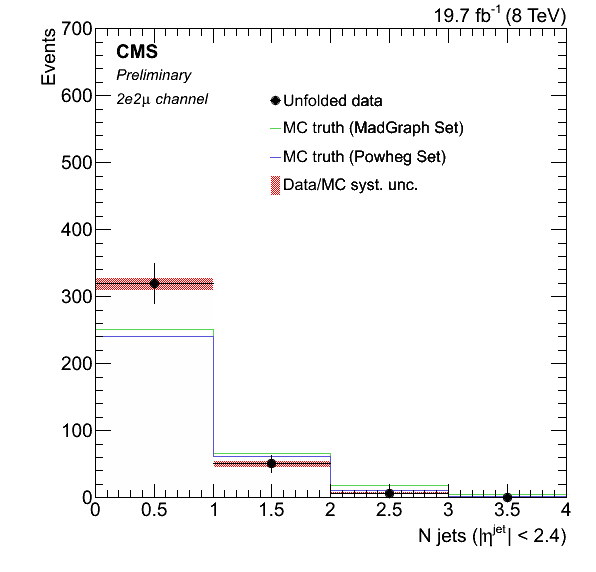 19.7 fb-1 (8 TeV)
Events
700
600
500
400
300
200
100
0
CMS
Preliminary
2e2μ channel
Unfolded data
MC truth (MadGraph Set)
MC truth (Powheg Set)
Data/MC syst. unc.
0 0.5 1 1.5 2 2.5 3 3.5 4
N jets (|ηjet| < 2.4)